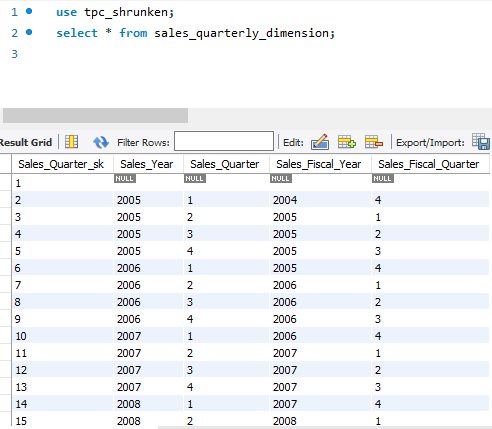 1 use tpc_shrunken;
2 select * from sales_quarterly_dimension;
3
Result Grid Filter Rows: Edit: Export/Import:
Sales_Quarter_sk Sales_Year Sales_Quarter Sales_Fiscal_Year Sales_Fiscal_Quarter
1 NULL NULL NULL NULL
2 2005 1 2004 4
3 2005 2 2005 1
4 2005 3 2005 2
5 2005 4 2005 3
6 2006 1 2005 4
7 2006 2 2006 1
8 2006 3 2006 2
9 2006 4 2006 3
10 2007 1 2006 4
11 2007 2 2007 1
12 2007 3 2007 2
13 2007 4 2007 3
14 2008 1 2007 4
15 2008 2 2008 1